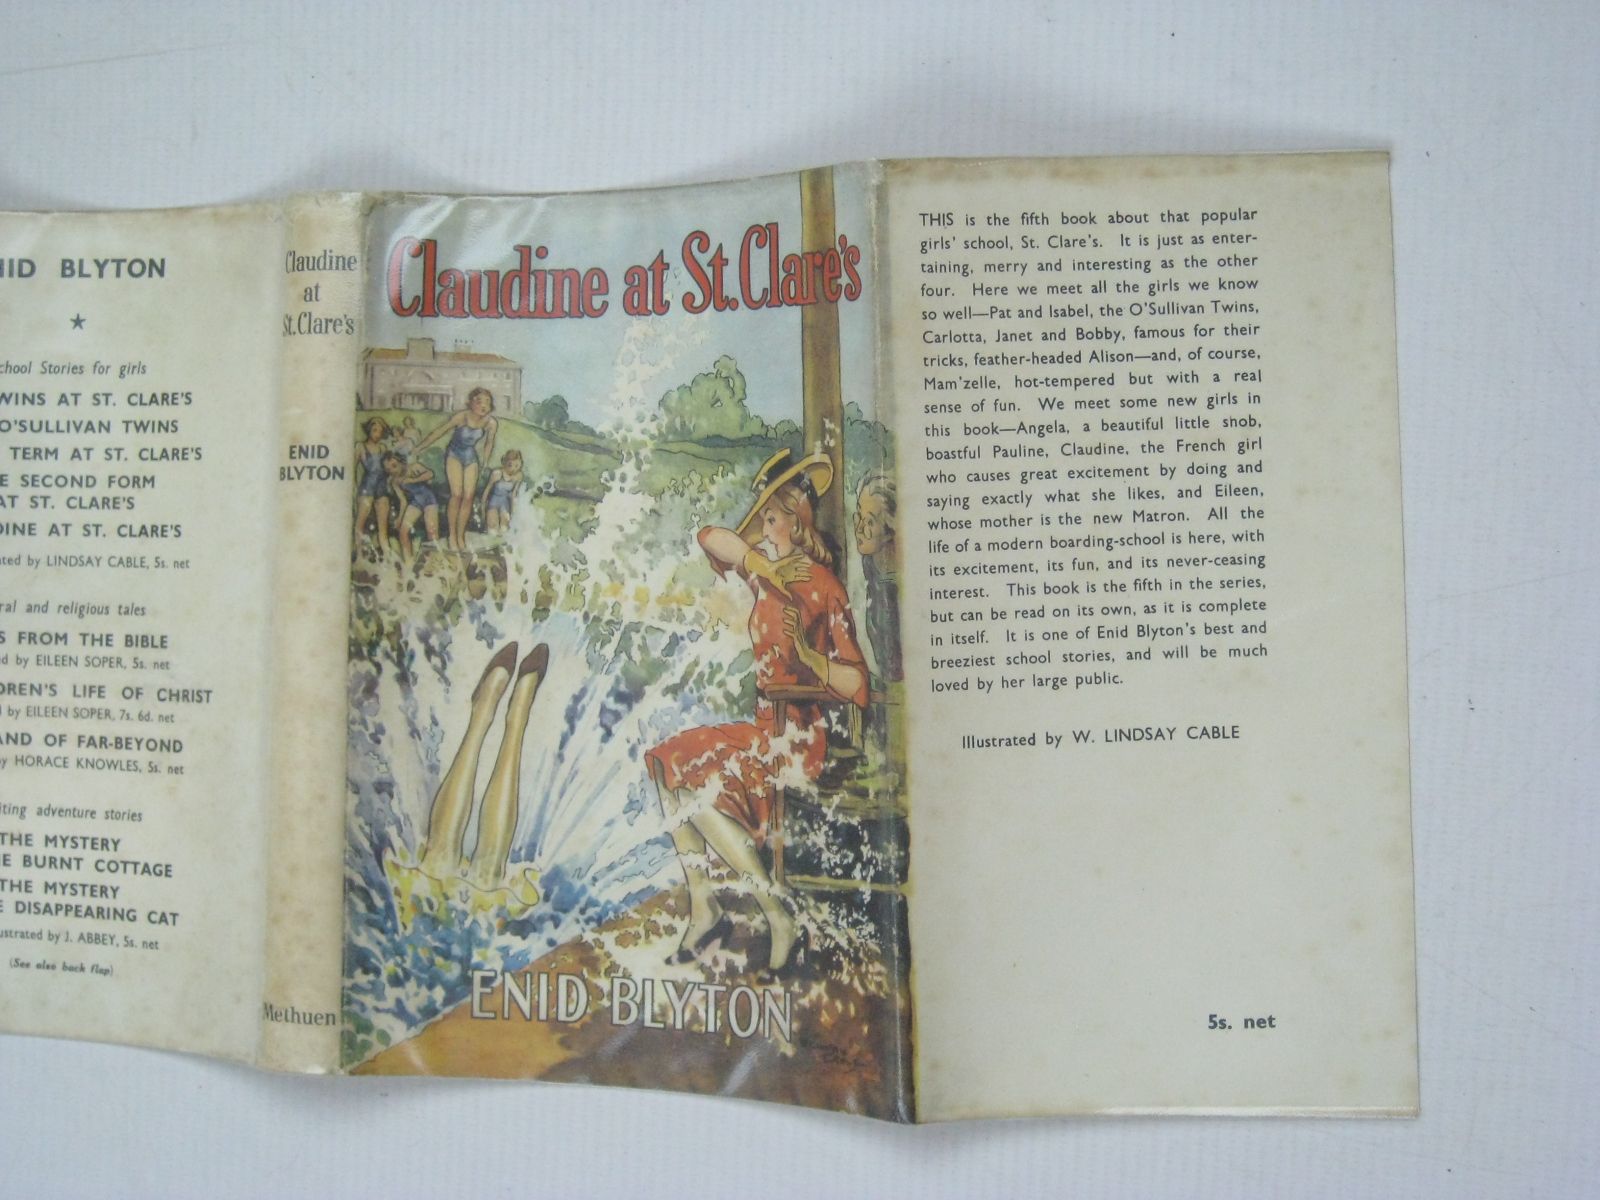 BLYTON
★
School Stories for girls
AT ST. CLARE'S
O'SULLIVAN TWINS
TERM AT ST. CLARE'S
SECOND FORM
AT ST. CLARE'S
AT ST. CLARE'S
by LINDSAY CABLE, 5s. net
and religious tales
FROM THE BIBLE
by EILEEN SOPER, 5s. net
LIFE OF CHRIST
by EILEEN SOPER, 7s. 6d. net
OF FAR-BEYOND
by HORACE KNOWLES, 5s. net
adventure stories
THE MYSTERY
BURNT COTTAGE
THE MYSTERY
DISAPPEARING CAT
by J. ABBEY, 5s. net
(See also back flap)
Claudine
at
St.Clare's
ENID
BLYTON
Methuen
Claudine at St.Clare's
ENID BLYTON
THIS is the fifth book about that popular
girls' school, St. Clare's. It is just as enter-
taining, merry and interesting as the other
four. Here we meet all the girls we know
so well—Pat and Isabel, the O'Sullivan Twins,
Carlotta, Janet and Bobby, famous for their
tricks, feather-headed Alison—and, of course,
Mam'zelle, hot-tempered but with a real
sense of fun. We meet some new girls in
this book—Angela, a beautiful little snob,
boastful Pauline, Claudine, the French girl
who causes great excitement by doing and
saying exactly what she likes, and Eileen,
whose mother is the new Matron. All the
life of a modern boarding-school is here, with
its excitement, its fun, and its never-ceasing
interest. This book is the fifth in the series,
but can be read on its own, as it is complete
in itself. It is one of Enid Blyton's best and
breeziest school stories, and will be much
loved by her large public.
Illustrated by W. LINDSAY CABLE
5s. net